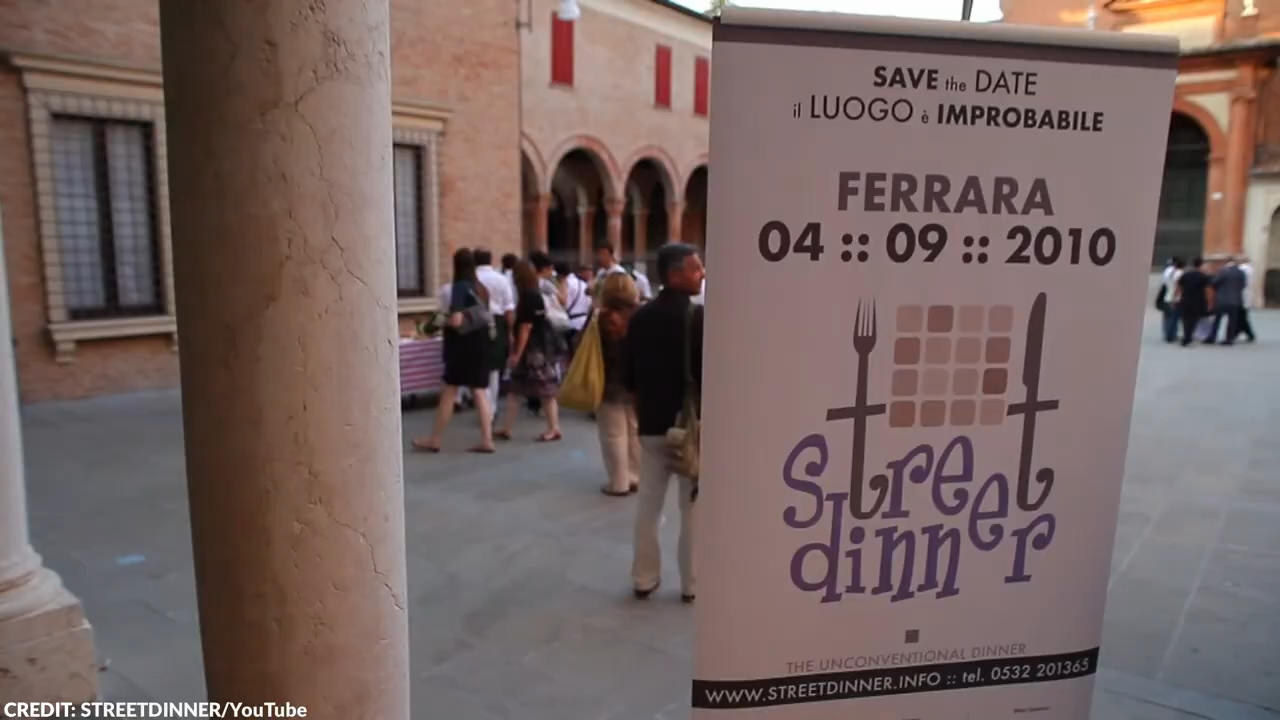 SAVE the DATE
il LUOGO è IMPROBABILE
FERRARA
04 :: 09 :: 2010
street
dinner
THE UNCONVENTIONAL DINNER
WWW.STREETDINNER.INFO :: tel. 0532 201365
CREDIT: STREETDINNER/YouTube